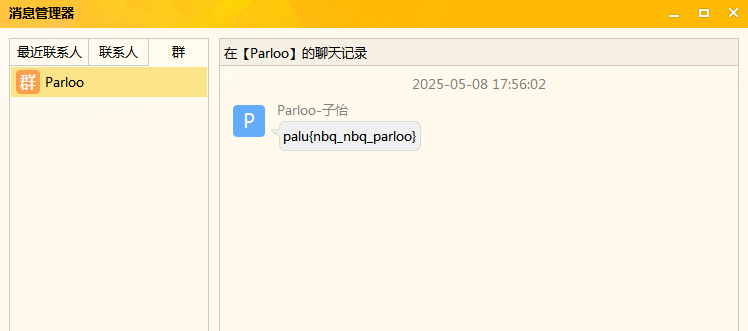 消息管理器
最近联系人 联系人 群
在【Parloo】的聊天记录
群 Parloo
2025-05-08 17:56:02
Parloo-子怡
P
palu{nbq_nbq_parloo}